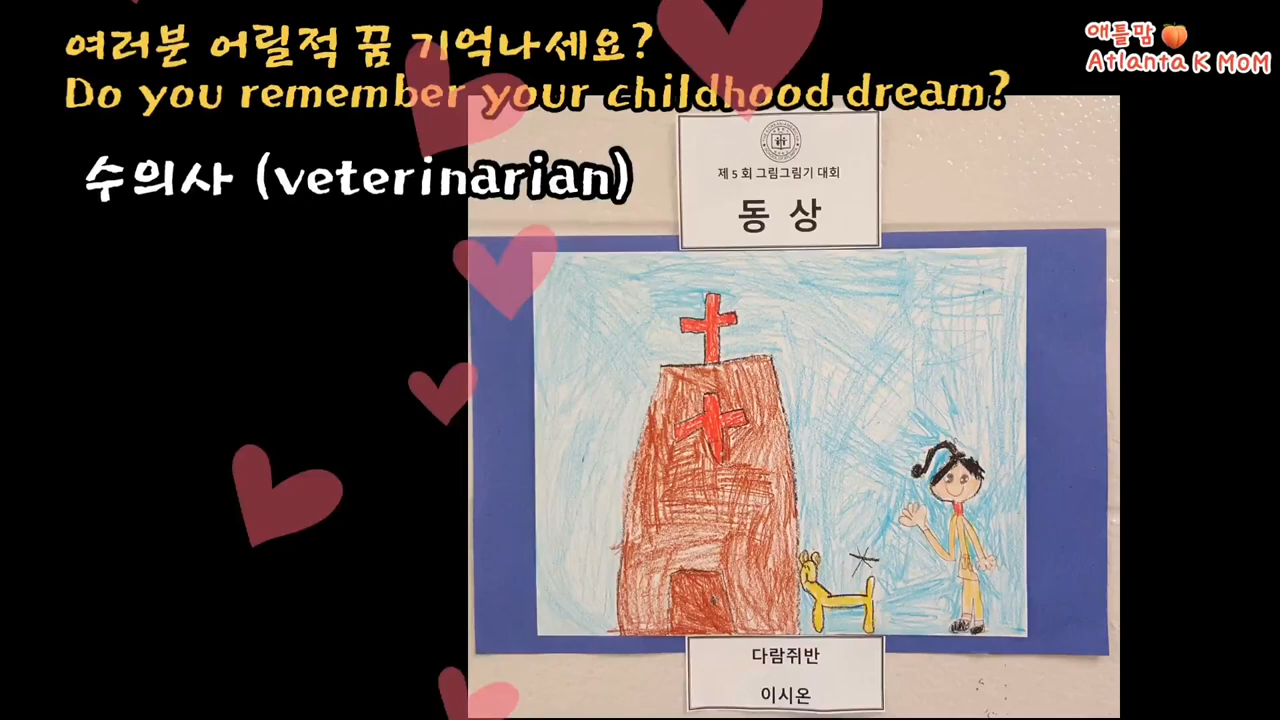 여러분 어릴적 꿈 기억나세요?
Do you remember your childhood dream?
애틀맘
Atlanta K MOM
수의사 (veterinarian)
제 5 회 그림그리기 대회
동 상
다람쥐반
이시온